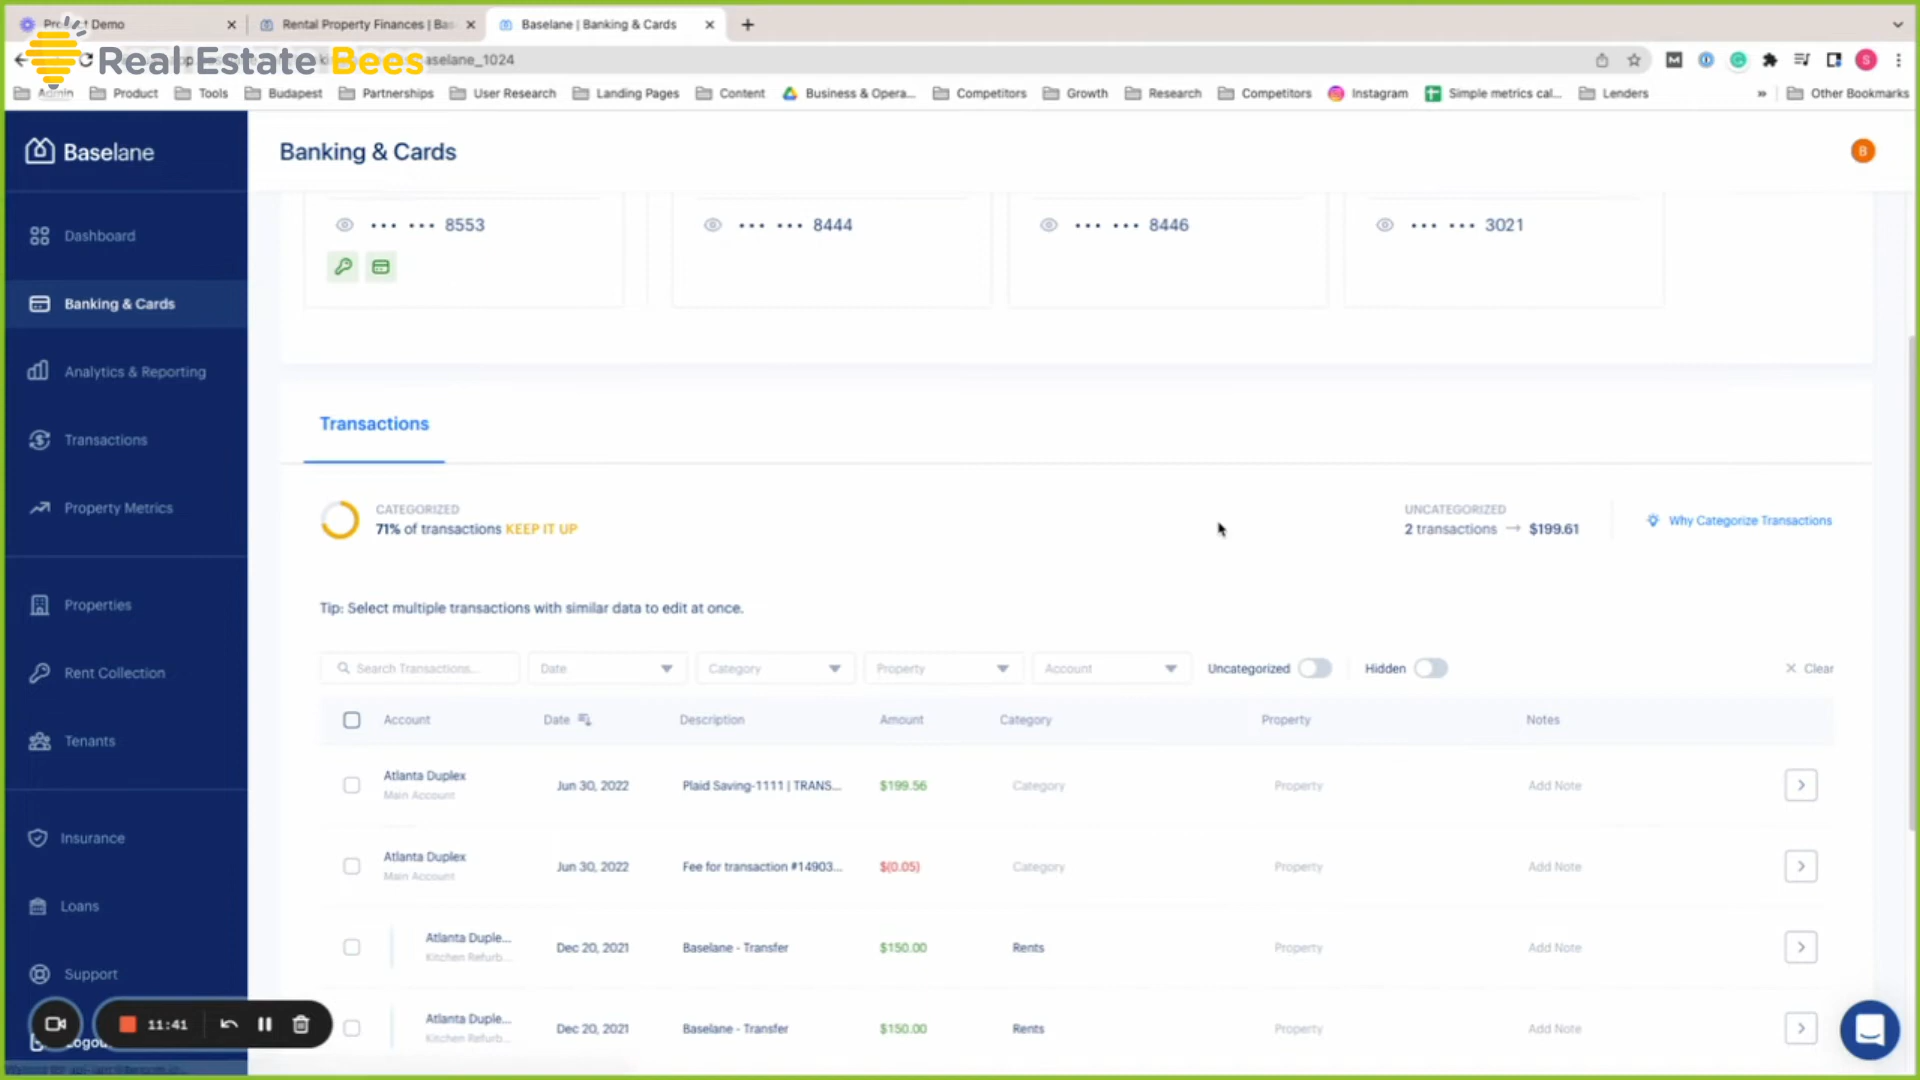 Demo
Rental Property Finances | Bas
Baselane | Banking & Cards
Real Estate Bees
aselane_1024
Admin
Product
Tools
Budapest
Partnerships
User Research
Landing Pages
Content
Business & Opera...
Competitors
Growth
Research
Competitors
Instagram
Simple metrics cal...
Lenders
Other Bookmarks
Baselane
Banking & Cards
B
S
8553
8444
8446
3021
Dashboard
Banking & Cards
Analytics & Reporting
Transactions
Property Metrics
Properties
Rent Collection
Tenants
Insurance
Loans
Support
11:41
Transactions
CATEGORIZED
71% of transactions KEEP IT UP
UNCATEGORIZED
2 transactions → $199.61
Why Categorize Transactions
Tip: Select multiple transactions with similar data to edit at once.
Search Transactions...
Date
Category
Property
Account
Uncategorized
Hidden
Clear
Account Date Description Amount Category Property Notes
Atlanta Duplex
Main Account
Jun 30, 2022 Plaid Saving-1111 | TRANS... $199.56 Category Property Add Note
Atlanta Duplex
Main Account
Jun 30, 2022 Fee for transaction #14903... $(0.05) Category Property Add Note
Atlanta Duple...
Kitchen Refurb...
Dec 20, 2021 Baselane - Transfer $150.00 Rents Property Add Note
Atlanta Duple...
Kitchen Refurb...
Dec 20, 2021 Baselane - Transfer $150.00 Rents Property Add Note